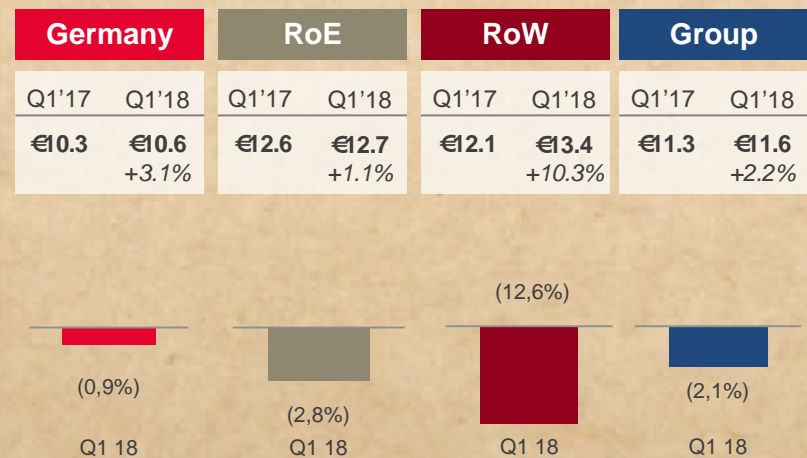 Germany RoE RoW Group
Q1’17 Q1’18 Q1’17 Q1’18 Q1’17 Q1’18 Q1’17 Q1’18
€10.3 €10.6 €12.6 €12.7 €12.1 €13.4 €11.3 €11.6
+3.1% +1.1% +10.3% +2.2%
(12,6%)
(0,9%) (2,1%)
(2,8%)
Q1 18 Q1 18 Q1 18 Q1 18